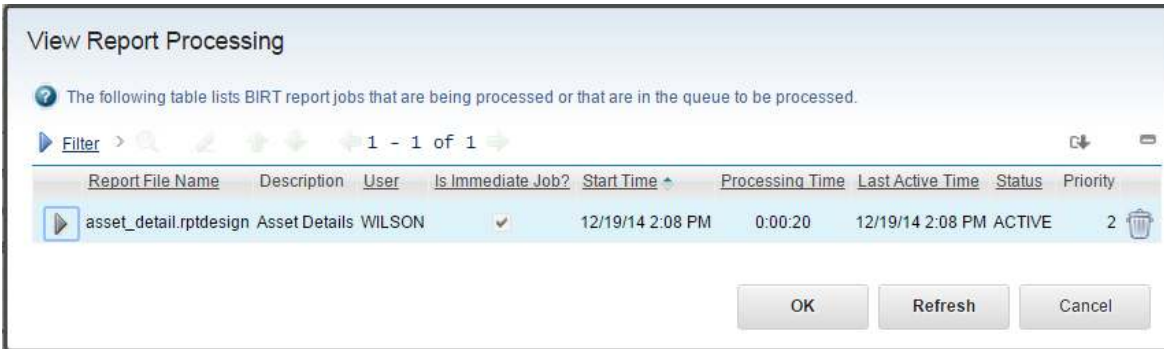 View Report Processing
The following table lists BIRT report jobs that are being processed or that are in the queue to be processed.
Filter 1 - 1 of 1
Report File Name Description User Is Immediate Job? Start Time Processing Time Last Active Time Status Priority
asset_detail.rptdesign Asset Details WILSON 12/19/14 2:08 PM 0:00:20 12/19/14 2:08 PM ACTIVE 2
OK Refresh Cancel